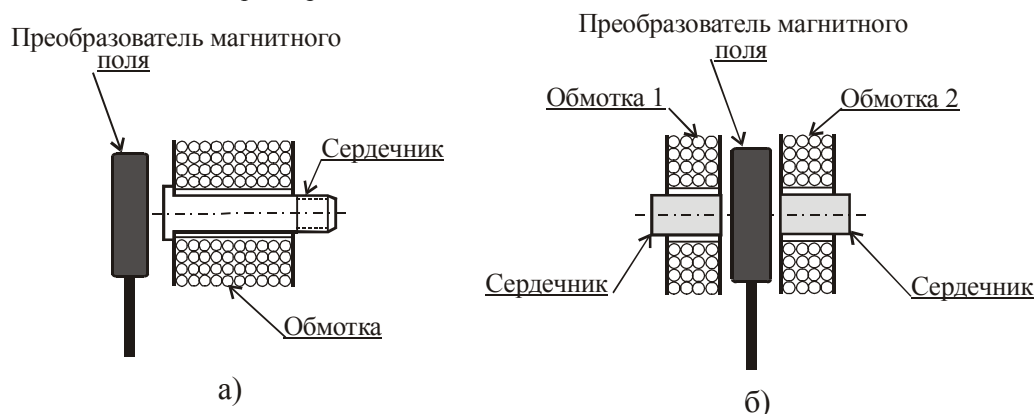 Преобразователь магнитного
поля
Сердечник
Обмотка
а)
Преобразователь магнитного
поля
Обмотка 1
Обмотка 2
Сердечник
Сердечник
б)